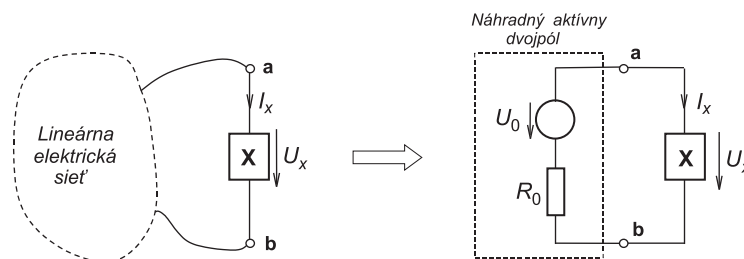 Náhradný aktívny
dvojpól
a
I_x
Lineárna
elektrická
sieť
X
U_x
b
a
I_x
U_0
X
U_x
R_0
b